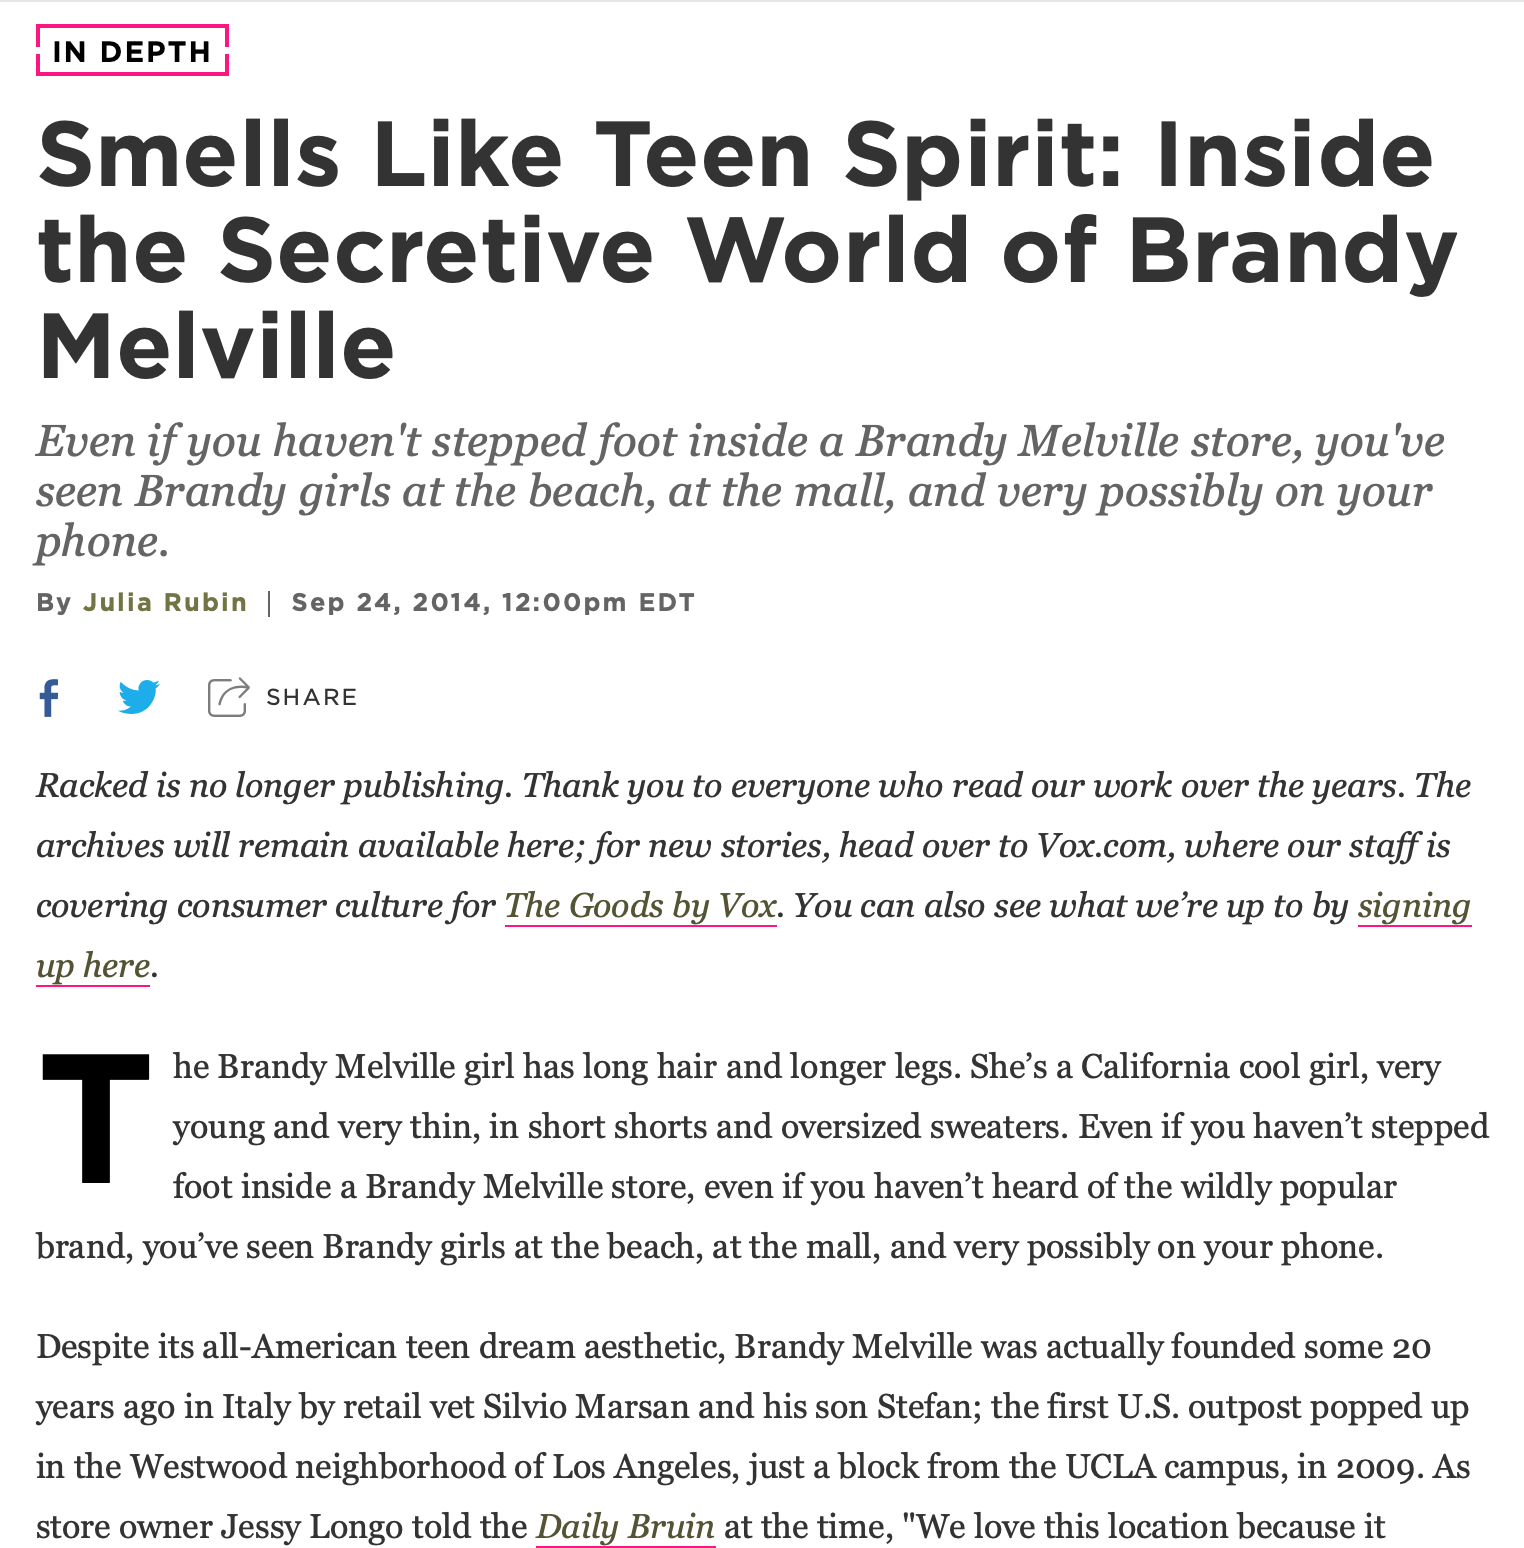 IN DEPTH
Smells Like Teen Spirit: Inside
the Secretive World of Brandy
Melville
Even if you haven't stepped foot inside a Brandy Melville store, you've
seen Brandy girls at the beach, at the mall, and very possibly on your
phone.
By Julia Rubin | Sep 24, 2014, 12:00pm EDT
SHARE
Racked is no longer publishing. Thank you to everyone who read our work over the years. The
archives will remain available here; for new stories, head over to Vox.com, where our staff is
covering consumer culture for The Goods by Vox. You can also see what we’re up to by signing
up here.
The Brandy Melville girl has long hair and longer legs. She’s a California cool girl, very
young and very thin, in short shorts and oversized sweaters. Even if you haven’t stepped
foot inside a Brandy Melville store, even if you haven’t heard of the wildly popular
brand, you’ve seen Brandy girls at the beach, at the mall, and very possibly on your phone.
Despite its all-American teen dream aesthetic, Brandy Melville was actually founded some 20
years ago in Italy by retail vet Silvio Marsan and his son Stefan; the first U.S. outpost popped up
in the Westwood neighborhood of Los Angeles, just a block from the UCLA campus, in 2009. As
store owner Jessy Longo told the Daily Bruin at the time, "We love this location because it